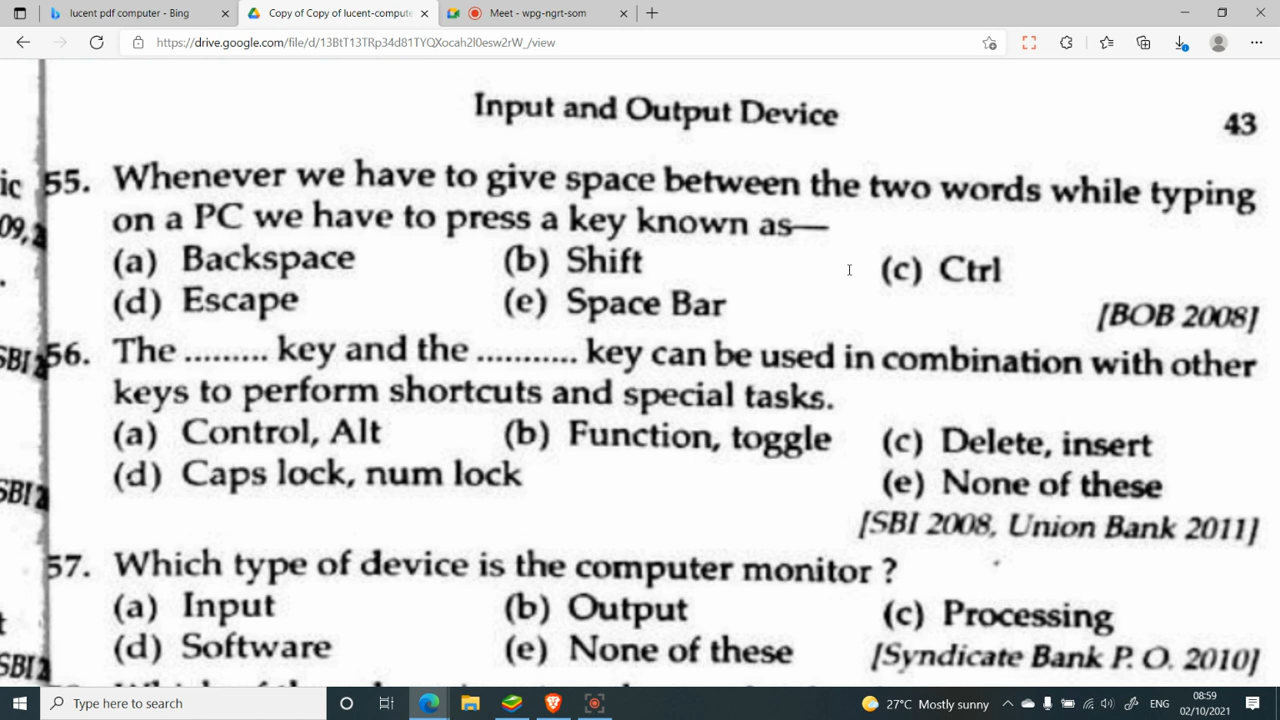 lucent pdf computer - Bing
Copy of Copy of lucent-compute
Meet - wpg-ngrt-som
https://drive.google.com/file/d/13BtT13TRp34d81TYQXocah2l0esw2rW_/view
Input and Output Device
43
55. Whenever we have to give space between the two words while typing
on a PC we have to press a key known as—
(a) Backspace (b) Shift (c) Ctrl
(d) Escape (e) Space Bar
[BOB 2008]
56. The ......... key and the ........... key can be used in combination with other
keys to perform shortcuts and special tasks.
(a) Control, Alt (b) Function, toggle (c) Delete, insert
(d) Caps lock, num lock (e) None of these
[SBI 2008, Union Bank 2011]
57. Which type of device is the computer monitor ?
(a) Input (b) Output (c) Processing
(d) Software (e) None of these [Syndicate Bank P. O. 2010]
Type here to search
27°C Mostly sunny
ENG
08:59
02/10/2021